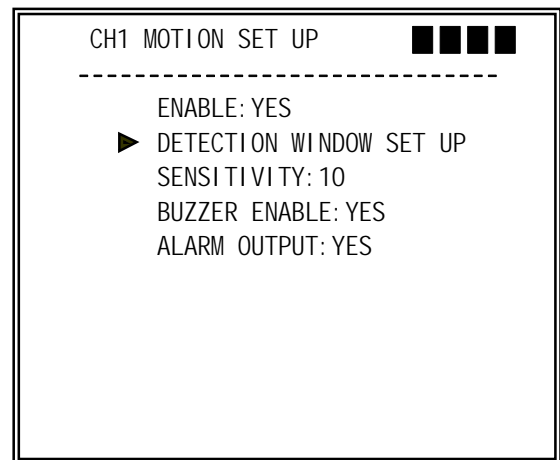 CH1 MOTION SET UP
------------------------------
ENABLE:YES
DETECTION WINDOW SET UP
SENSITIVITY:10
BUZZER ENABLE:YES
ALARM OUTPUT:YES